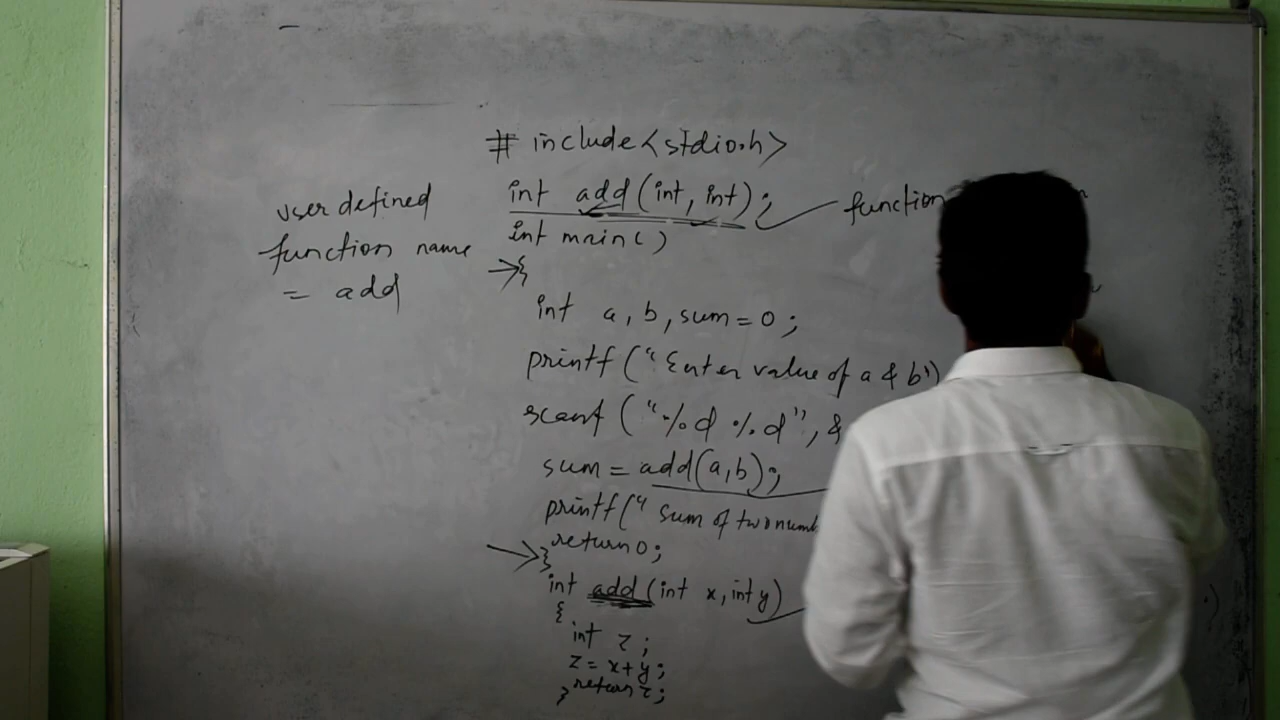 # include<stdio.h>
int add(int, int);
function
user defined
function name
= add
int main()
{
int a, b, sum=0;
printf("Enter value of a & b")
scanf("%d %d", &
sum = add(a,b);
printf(" sum of two numb
return 0;
}
int add(int x, int y)
{
int z;
z = x+y;
return z;
}